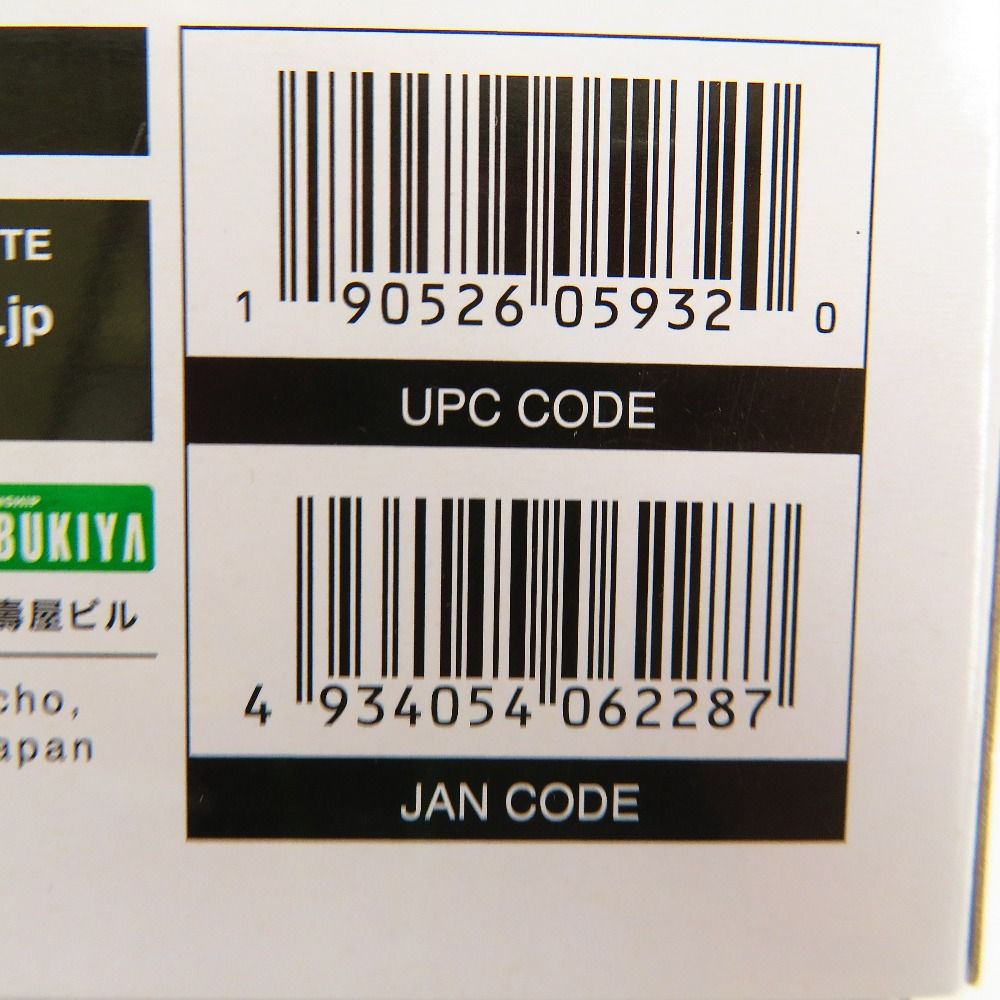 TE
.jp
BUKIYA
壽屋ビル
cho,
apan
1 90526 05932 0
UPC CODE
4 934054 062287
JAN CODE